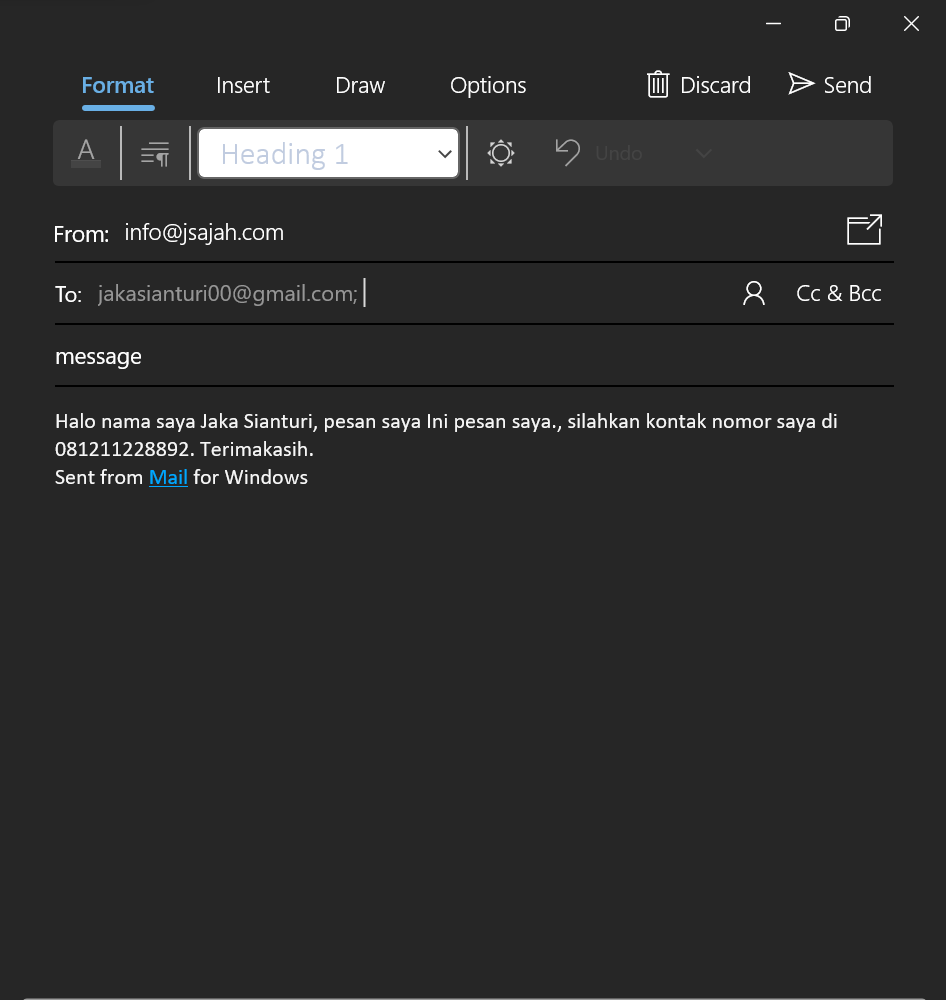 Format Insert Draw Options Discard Send
A Heading 1 Undo
From: info@jsajah.com
To: jakasianturi00@gmail.com; Cc & Bcc
message
Halo nama saya Jaka Sianturi, pesan saya Ini pesan saya., silahkan kontak nomor saya di
081211228892. Terimakasih.
Sent from Mail for Windows